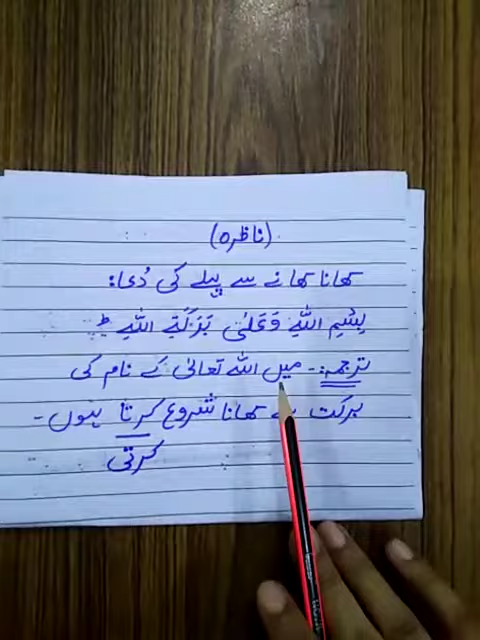 (ناظرہ)
کھانا کھانے سے پہلے کی دُعا:
بِسْمِ اللّٰهِ وَعَلٰى بَرَكَةِ اللّٰهِ ط
ترجمہ:- میں اللہ تعالیٰ کے نام کی
برکت سے کھانا شروع کرتا ہوں-
کرتی